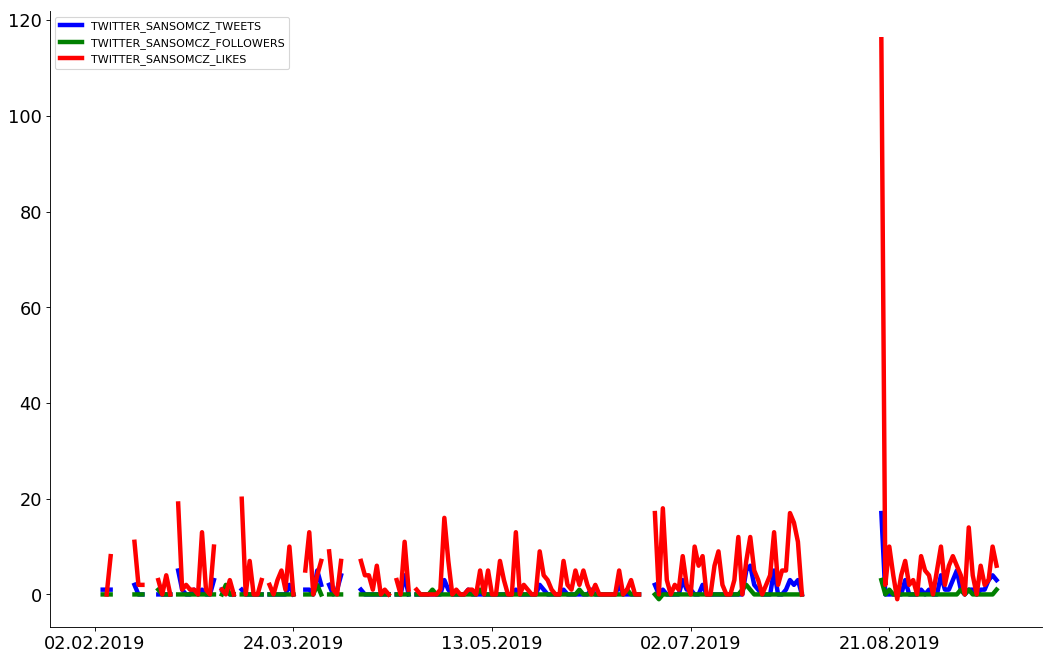 TWITTER_SANSOMCZ_TWEETS
TWITTER_SANSOMCZ_FOLLOWERS
TWITTER_SANSOMCZ_LIKES
120
100
80
60
40
20
0
02.02.2019 24.03.2019 13.05.2019 02.07.2019 21.08.2019